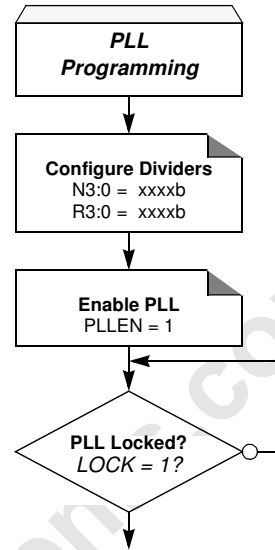 PLL
Programming
Configure Dividers
N3:0 = xxxxb
R3:0 = xxxxb
Enable PLL
PLLEN = 1
PLL Locked?
LOCK = 1?